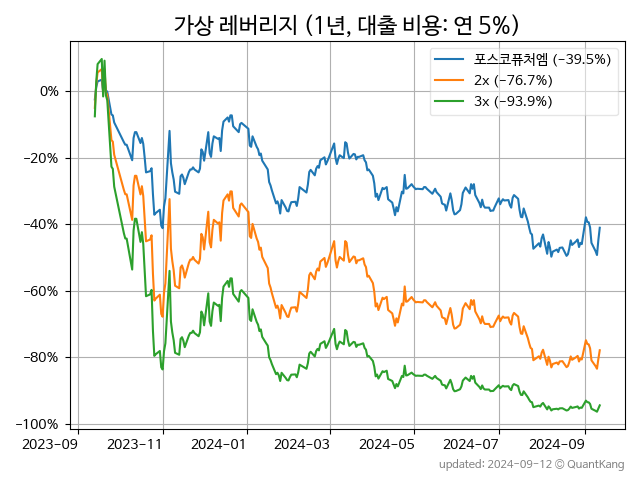 가상 레버리지 (1년, 대출 비용: 연 5%)
포스코퓨처엠 (−39.5%)
2x (−76.7%)
3x (−93.9%)
0%
−20%
−40%
−60%
−80%
−100%
2023−09 2023−11 2024−01 2024−03 2024−05 2024−07 2024−09
updated: 2024-09-12 © QuantKang